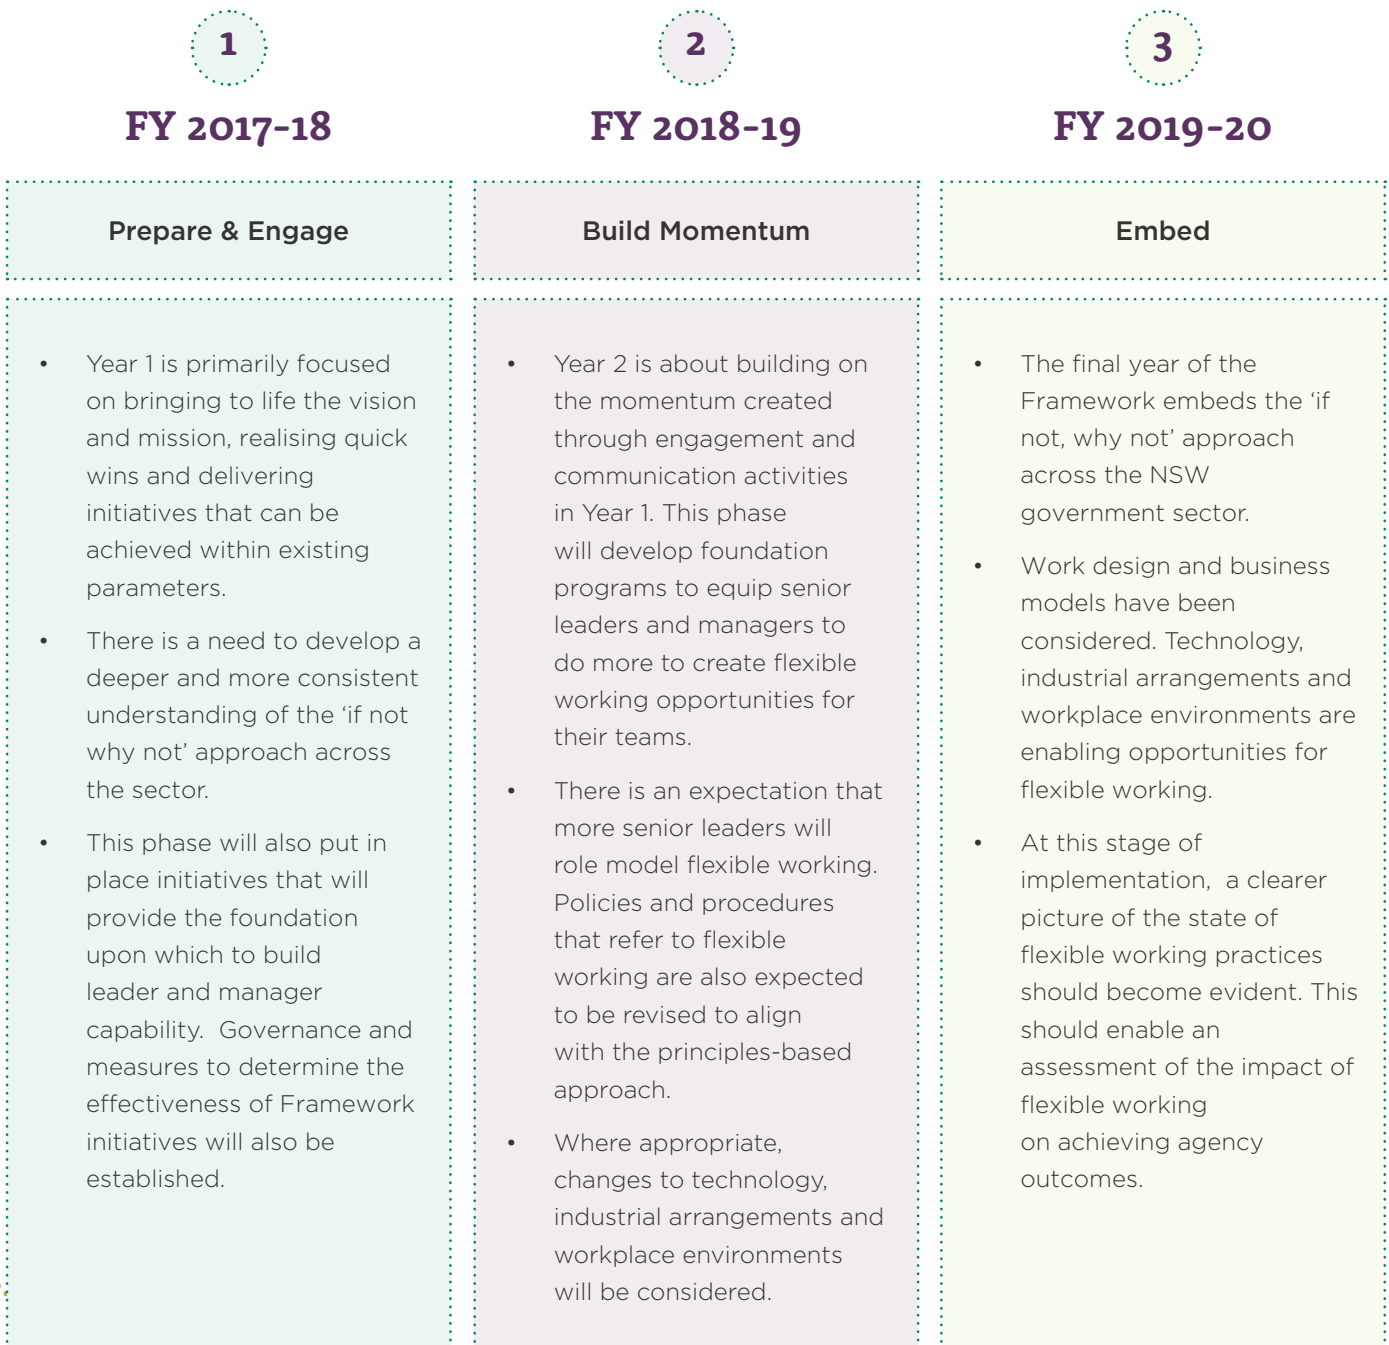 1
FY 2017-18
Prepare & Engage
• Year 1 is primarily focused
on bringing to life the vision
and mission, realising quick
wins and delivering
initiatives that can be
achieved within existing
parameters.
• There is a need to develop a
deeper and more consistent
understanding of the ‘if not
why not’ approach across
the sector.
• This phase will also put in
place initiatives that will
provide the foundation
upon which to build
leader and manager
capability.  Governance and
measures to determine the
effectiveness of Framework
initiatives will also be
established.
2
FY 2018-19
Build Momentum
• Year 2 is about building on
the momentum created
through engagement and
communication activities
in Year 1. This phase
will develop foundation
programs to equip senior
leaders and managers to
do more to create flexible
working opportunities for
their teams.
• There is an expectation that
more senior leaders will
role model flexible working.
Policies and procedures
that refer to flexible
working are also expected
to be revised to align
with the principles-based
approach.
• Where appropriate,
changes to technology,
industrial arrangements and
workplace environments
will be considered.
3
FY 2019-20
Embed
• The final year of the
Framework embeds the ‘if
not, why not’ approach
across the NSW
government sector.
• Work design and business
models have been
considered. Technology,
industrial arrangements and
workplace environments are
enabling opportunities for
flexible working.
• At this stage of
implementation,  a clearer
picture of the state of
flexible working practices
should become evident. This
should enable an
assessment of the impact of
flexible working
on achieving agency
outcomes.